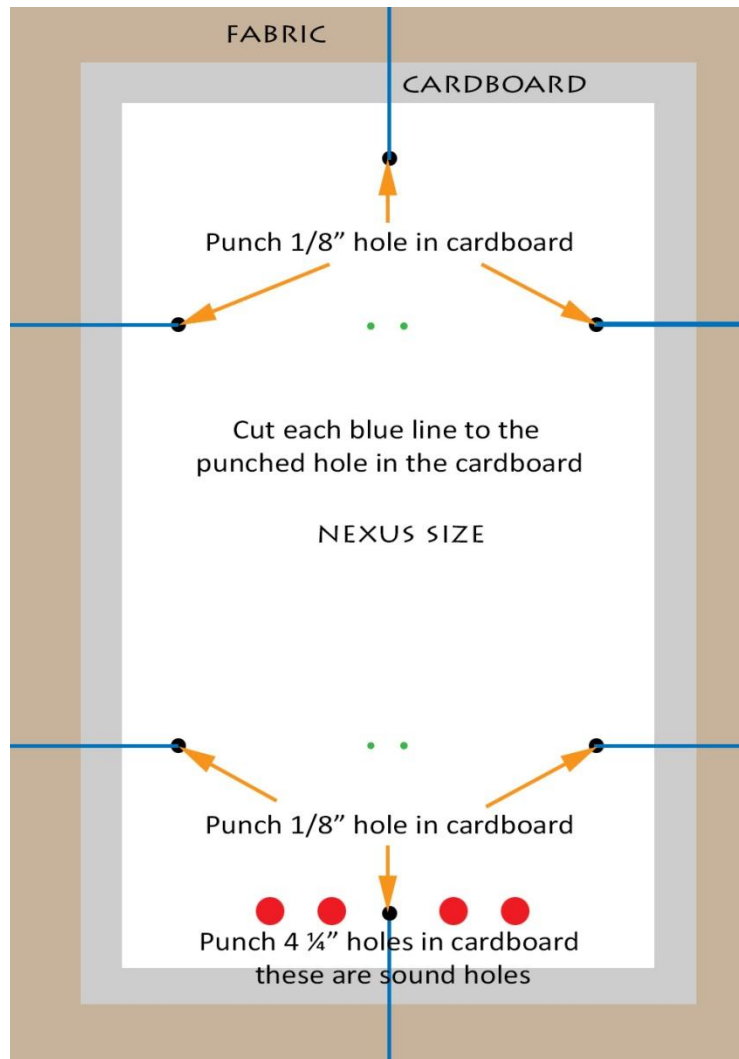 FABRIC
CARDBOARD
Punch 1/8” hole in cardboard
Cut each blue line to the
punched hole in the cardboard
NEXUS SIZE
Punch 1/8” hole in cardboard
Punch 4 ¼” holes in cardboard
these are sound holes